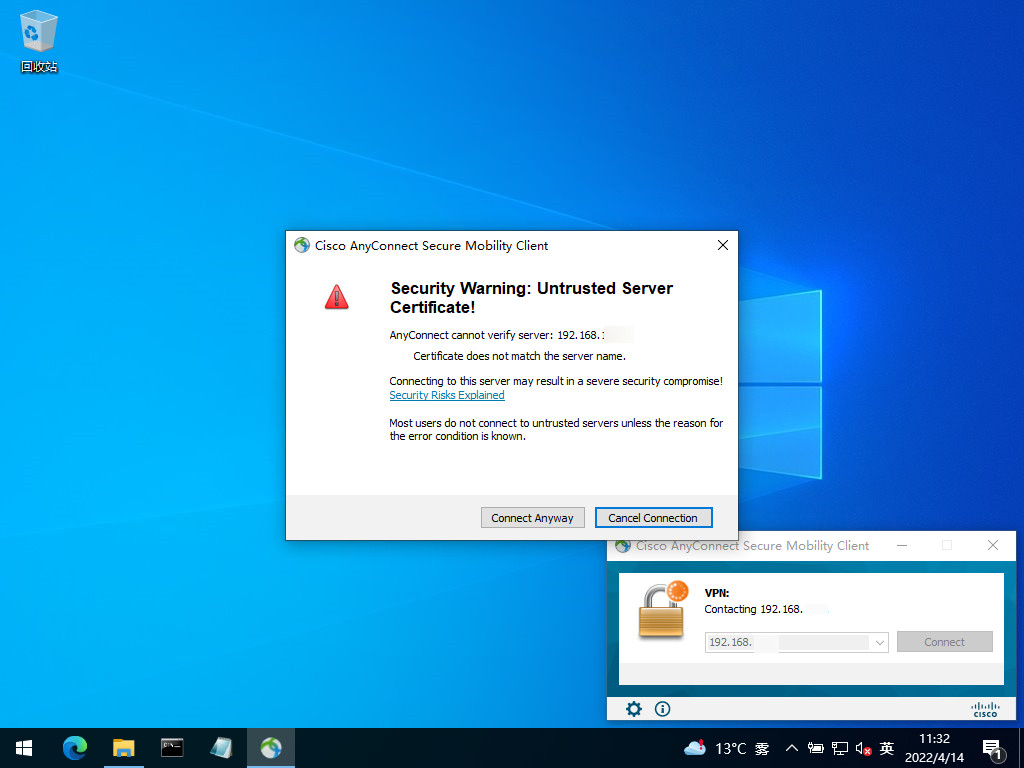 回收站
Cisco AnyConnect Secure Mobility Client
Security Warning: Untrusted Server
Certificate!
AnyConnect cannot verify server: 192.168.
Certificate does not match the server name.
Connecting to this server may result in a severe security compromise!
Security Risks Explained
Most users do not connect to untrusted servers unless the reason for
the error condition is known.
Connect Anyway
Cancel Connection
Cisco AnyConnect Secure Mobility Client
VPN:
Contacting 192.168.
192.168.
Connect
CISCO
13°C 雾
英
11:32
2022/4/14
1